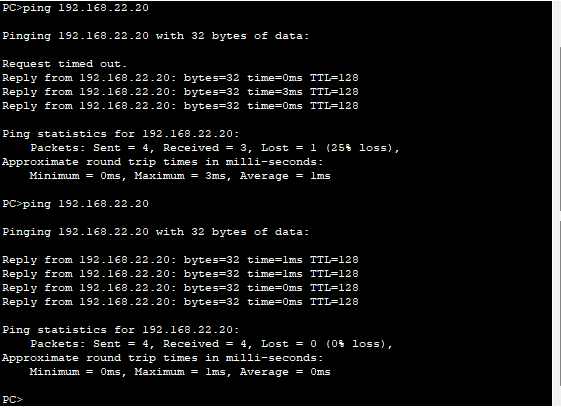 PC>ping 192.168.22.20
Pinging 192.168.22.20 with 32 bytes of data:
Request timed out.
Reply from 192.168.22.20: bytes=32 time=0ms TTL=128
Reply from 192.168.22.20: bytes=32 time=3ms TTL=128
Reply from 192.168.22.20: bytes=32 time=0ms TTL=128
Ping statistics for 192.168.22.20:
    Packets: Sent = 4, Received = 3, Lost = 1 (25% loss),
Approximate round trip times in milli-seconds:
    Minimum = 0ms, Maximum = 3ms, Average = 1ms
PC>ping 192.168.22.20
Pinging 192.168.22.20 with 32 bytes of data:
Reply from 192.168.22.20: bytes=32 time=1ms TTL=128
Reply from 192.168.22.20: bytes=32 time=1ms TTL=128
Reply from 192.168.22.20: bytes=32 time=0ms TTL=128
Reply from 192.168.22.20: bytes=32 time=0ms TTL=128
Ping statistics for 192.168.22.20:
    Packets: Sent = 4, Received = 4, Lost = 0 (0% loss),
Approximate round trip times in milli-seconds:
    Minimum = 0ms, Maximum = 1ms, Average = 0ms
PC>